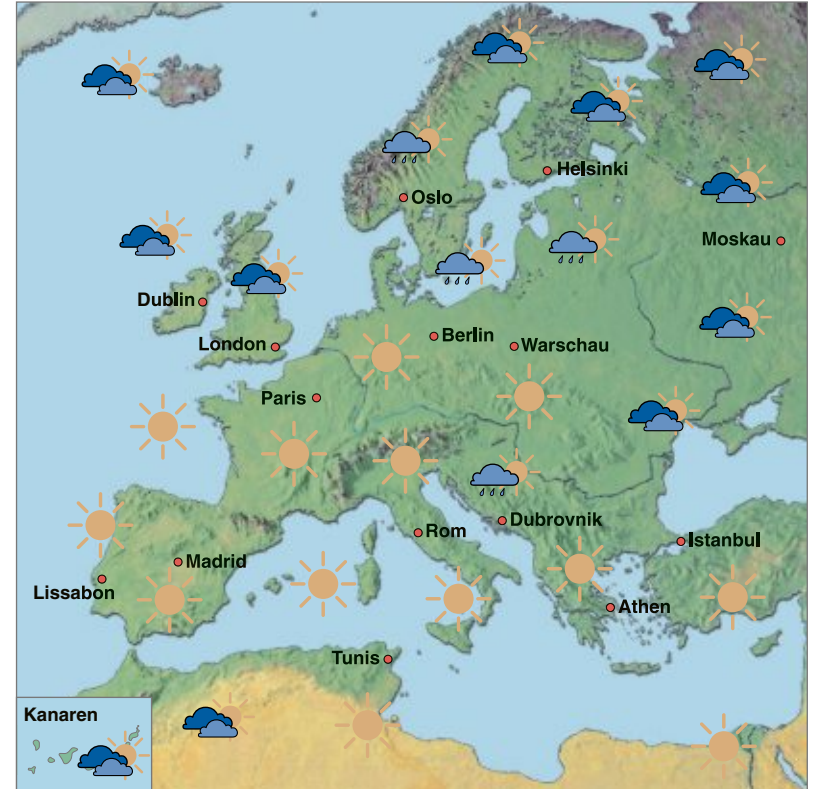 Helsinki
Oslo
Moskau
Dublin
Berlin
London
Warschau
Paris
Dubrovnik
Rom
Istanbul
Madrid
Lissabon
Athen
Tunis
Kanaren